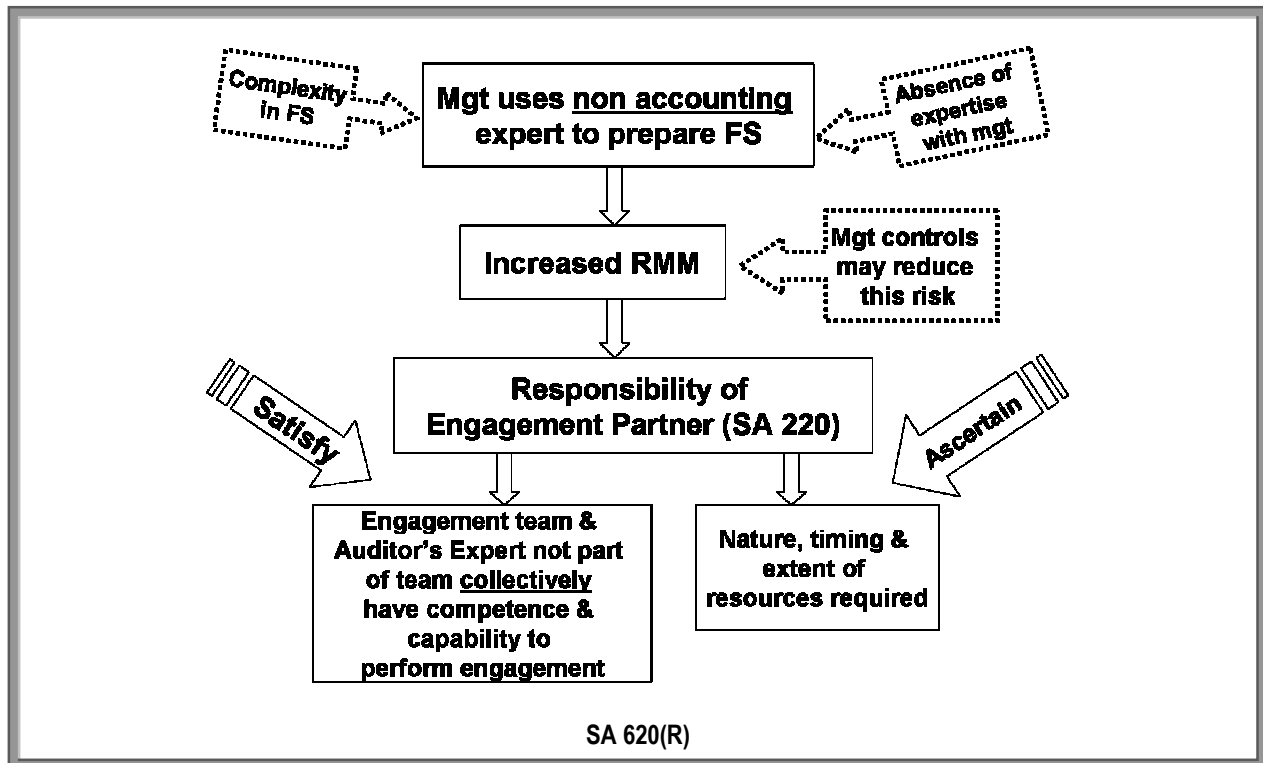 Complexity
in FS
Mgt uses non accounting
expert to prepare FS
Absence of
expertise
with mgt
Increased RMM
Mgt controls
may reduce
this risk
Responsibility of
Engagement Partner (SA 220)
Satisfy
Ascertain
Engagement team &
Auditor's Expert not part
of team collectively
have competence &
capability to
perform engagement
Nature, timing &
extent of
resources required
SA 620(R)